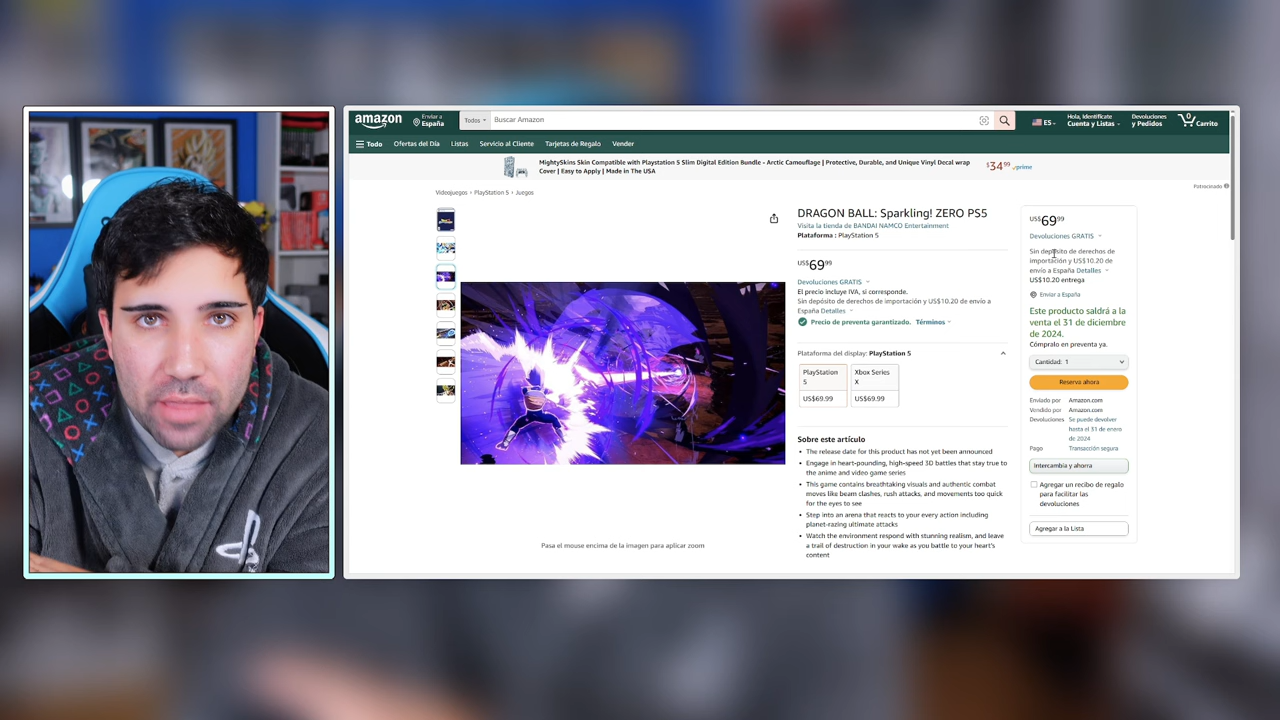 amazon
Enviar a
España
Todos
Buscar Amazon
ES
Hola, Identifícate
Cuenta y Listas
Devoluciones
y Pedidos
0
Carrito
Todo
Ofertas del Día
Listas
Servicio al Cliente
Tarjetas de Regalo
Vender
MightySkins Skin Compatible with Playstation 5 Slim Digital Edition Bundle - Arctic Camouflage | Protective, Durable, and Unique Vinyl Decal wrap
Cover | Easy to Apply | Made in The USA
$3499 prime
Patrocinado
Videojuegos › PlayStation 5 › Juegos
DRAGON BALL: Sparkling! ZERO PS5
Visita la tienda de BANDAI NAMCO Entertainment
Plataforma : PlayStation 5
US$6999
Devoluciones GRATIS
El precio incluye IVA, si corresponde.
Sin depósito de derechos de importación y US$10.20 de envío a
España Detalles
Precio de preventa garantizado. Términos
Plataforma del display: PlayStation 5
PlayStation
5
US$69.99
Xbox Series
X
US$69.99
Sobre este artículo
• The release date for this product has not yet been announced
• Engage in heart-pounding, high-speed 3D battles that stay true to
the anime and video game series
• This game contains breathtaking visuals and authentic combat
moves like beam clashes, rush attacks, and movements too quick
for the eyes to see
• Step into an arena that reacts to your every action including
planet-razing ultimate attacks
• Watch the environment respond with stunning realism, and leave
a trail of destruction in your wake as you battle to your heart's
content
Pasa el mouse encima de la imagen para aplicar zoom
US$6999
Devoluciones GRATIS
Sin depósito de derechos de
importación y US$10.20 de
envío a España Detalles
US$10.20 entrega
Enviar a España
Este producto saldrá a la
venta el 31 de diciembre
de 2024.
Cómpralo en preventa ya.
Cantidad: 1
Reserva ahora
Enviado por Amazon.com
Vendido por Amazon.com
Devoluciones Se puede devolver
hasta el 31 de enero
de 2024
Pago Transacción segura
Intercambia y ahorra
Agregar un recibo de regalo
para facilitar las
devoluciones
Agregar a la Lista